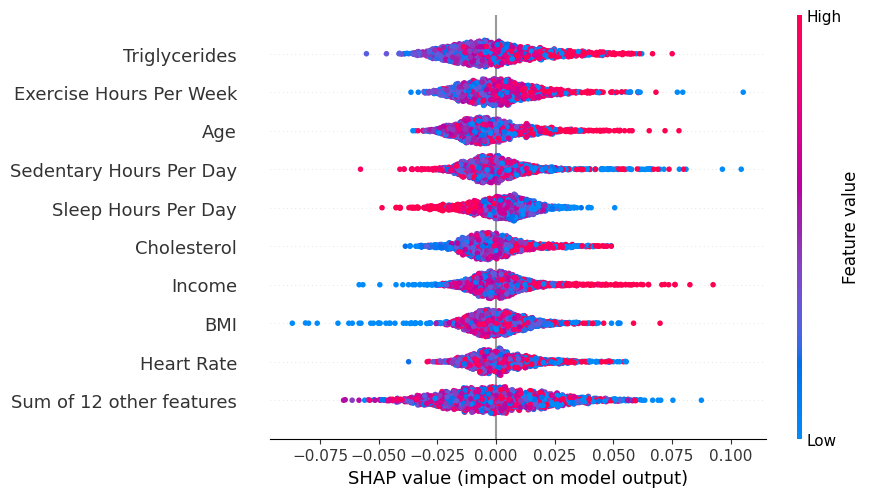 High
Triglycerides
Exercise Hours Per Week
Age
Sedentary Hours Per Day
Sleep Hours Per Day
Cholesterol
Income
BMI
Heart Rate
Sum of 12 other features
Feature value
Low
−0.075 −0.050 −0.025 0.000 0.025 0.050 0.075 0.100
SHAP value (impact on model output)